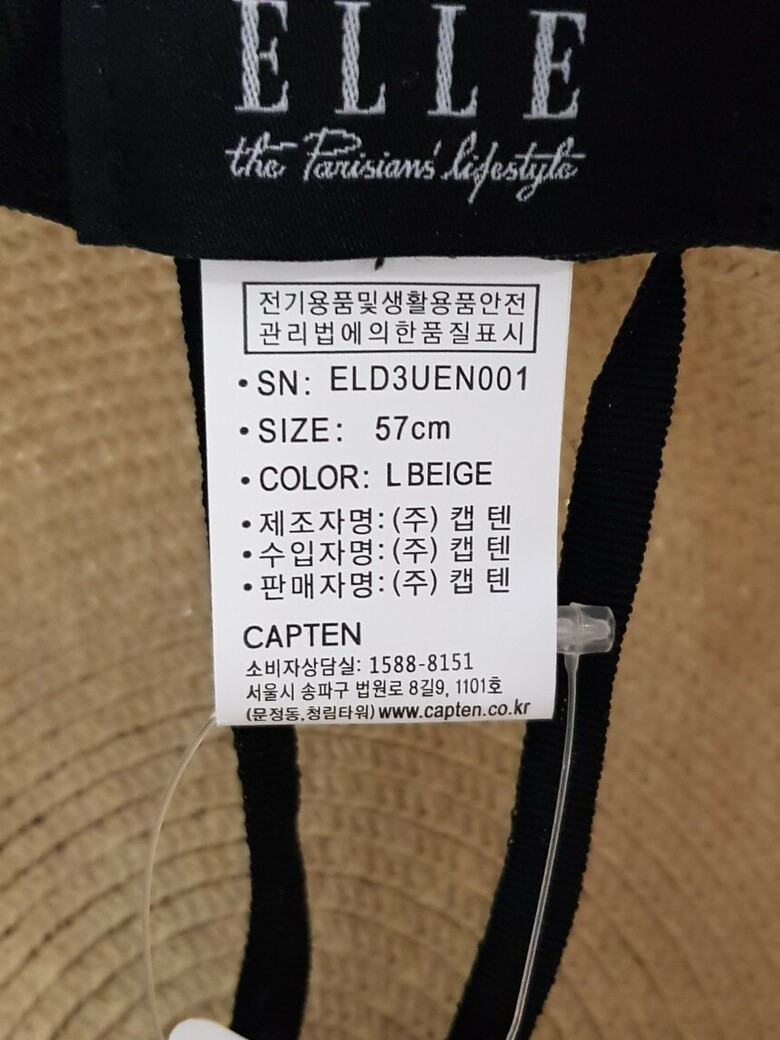 ELLE
the Parisians' lifestyle
전기용품및생활용품안전
관리법에의한품질표시
• SN: ELD3UEN001
• SIZE: 57cm
• COLOR: L BEIGE
• 제조자명: (주) 캡 텐
• 수입자명: (주) 캡 텐
• 판매자명: (주) 캡 텐
CAPTEN
소비자상담실: 1588-8151
서울시 송파구 법원로 8길9, 1101호
(문정동,청림타워) www.capten.co.kr